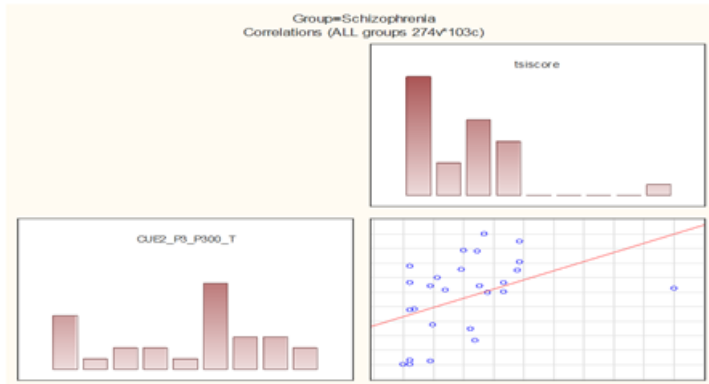 Group=Schizophrenia
Correlations (ALL groups 274v*103c)
tsiscore
CUE2_P3_P300_T